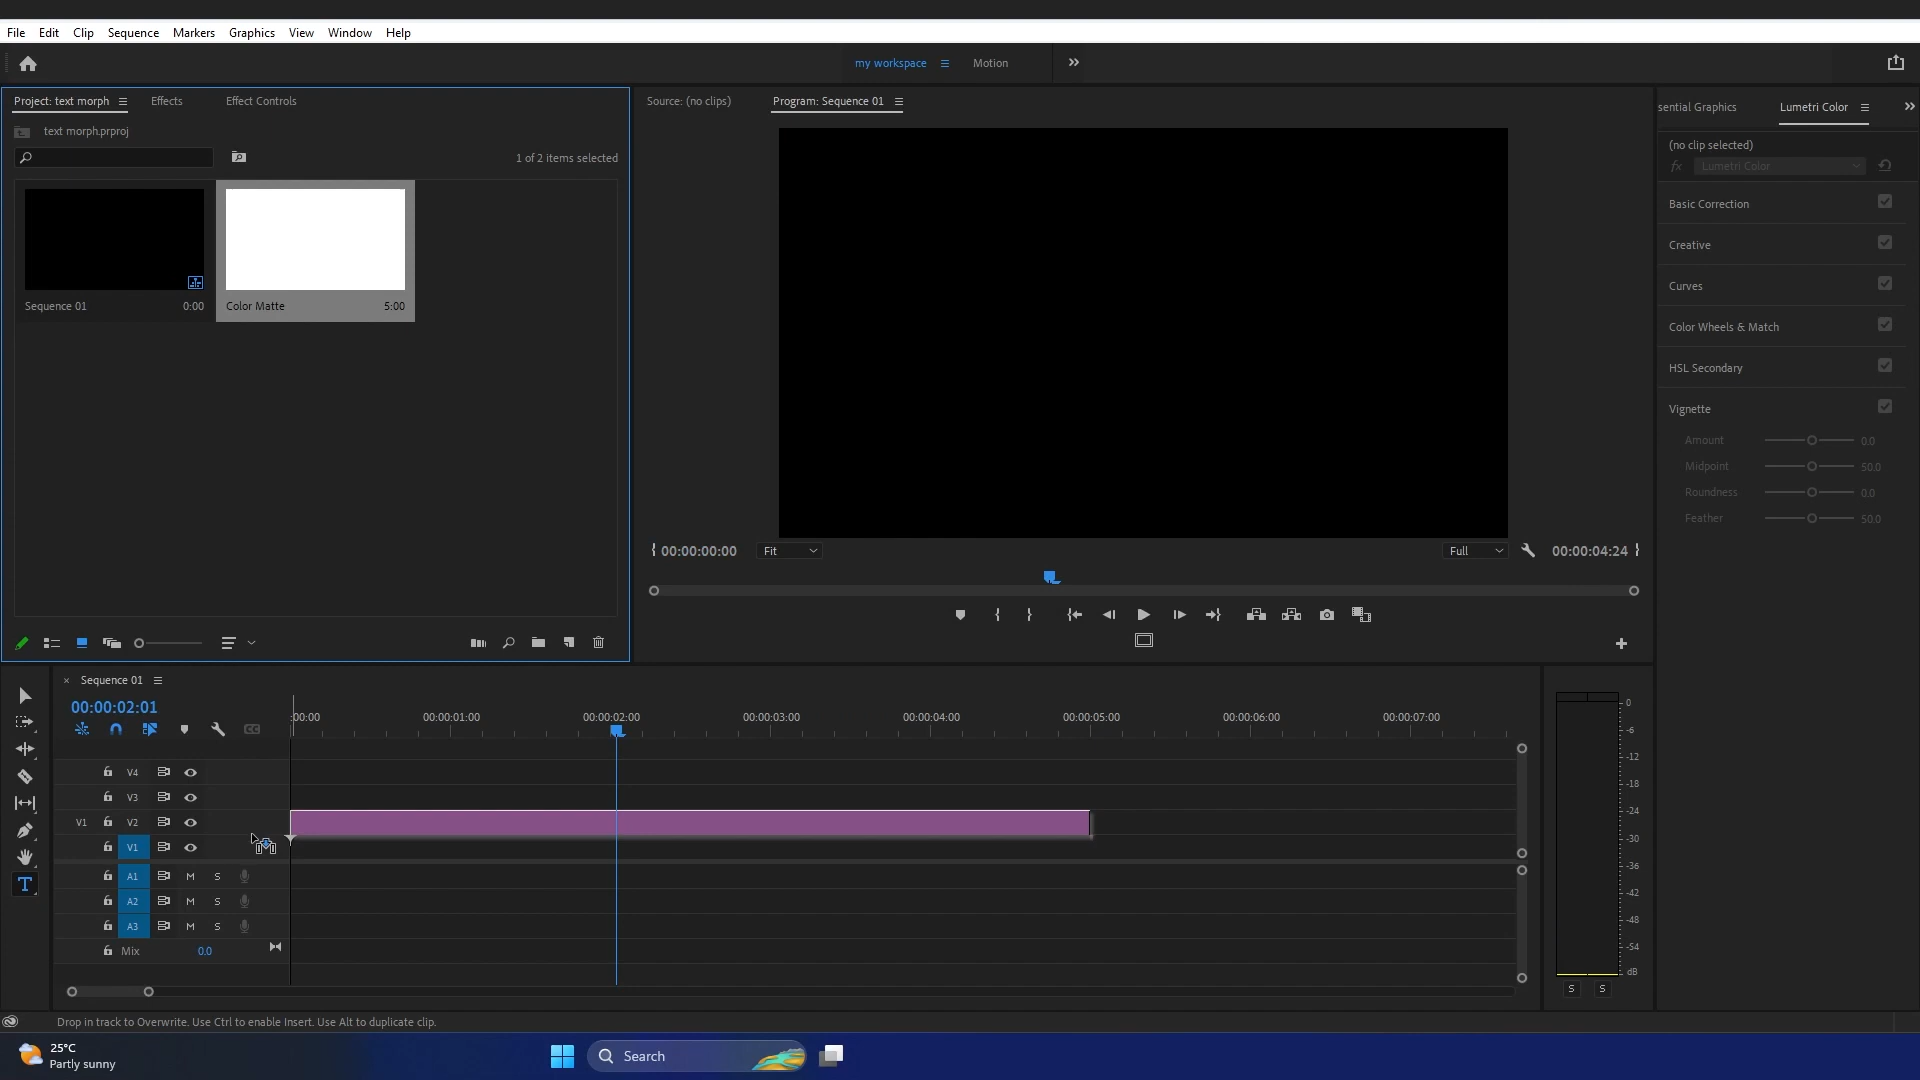 File Edit Clip Sequence Markers Graphics View Window Help
my workspace Motion
Project: text morph Effects Effect Controls
Source: (no clips) Program: Sequence 01
sential Graphics Lumetri Color
text morph.prproj
(no clip selected)
1 of 2 items selected
fx Lumetri Color
Basic Correction
Creative
Curves
Color Wheels & Match
HSL Secondary
Vignette
Amount 0.0
Midpoint 50.0
Roundness 0.0
Feather 50.0
Sequence 01 0:00
Color Matte 5:00
00:00:00:00 Fit Full 00:00:04:24
Sequence 01
00:00:02:01
:00:00 00:00:01:00 00:00:02:00 00:00:03:00 00:00:04:00 00:00:05:00 00:00:06:00 00:00:07:00
V4
V3
V1 V2
V1
A1 M S
A2 M S
A3 M S
Mix 0.0
0
-6
-12
-18
-24
-30
-36
-42
-48
-54
dB
S S
T
Drop in track to Overwrite. Use Ctrl to enable Insert. Use Alt to duplicate clip.
25°C
Partly sunny
Search